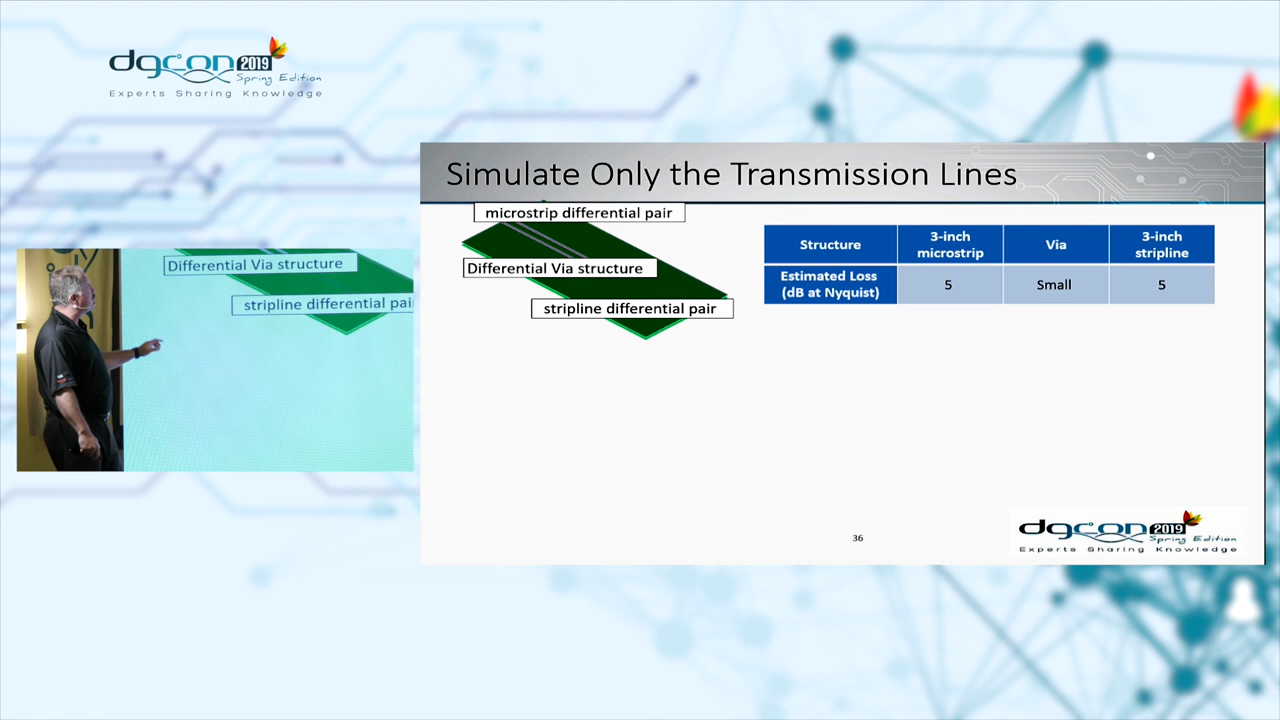 dgcon 2019
Spring Edition
Experts Sharing Knowledge
Simulate Only the Transmission Lines
microstrip differential pair
Differential Via structure
stripline differential pair
Structure
3-inch
microstrip
Via
3-inch
stripline
Estimated Loss
(dB at Nyquist)
5
Small
5
Differential Via structure
stripline differential pai
36
dgcon 2019
Spring Edition
Experts Sharing Knowledge